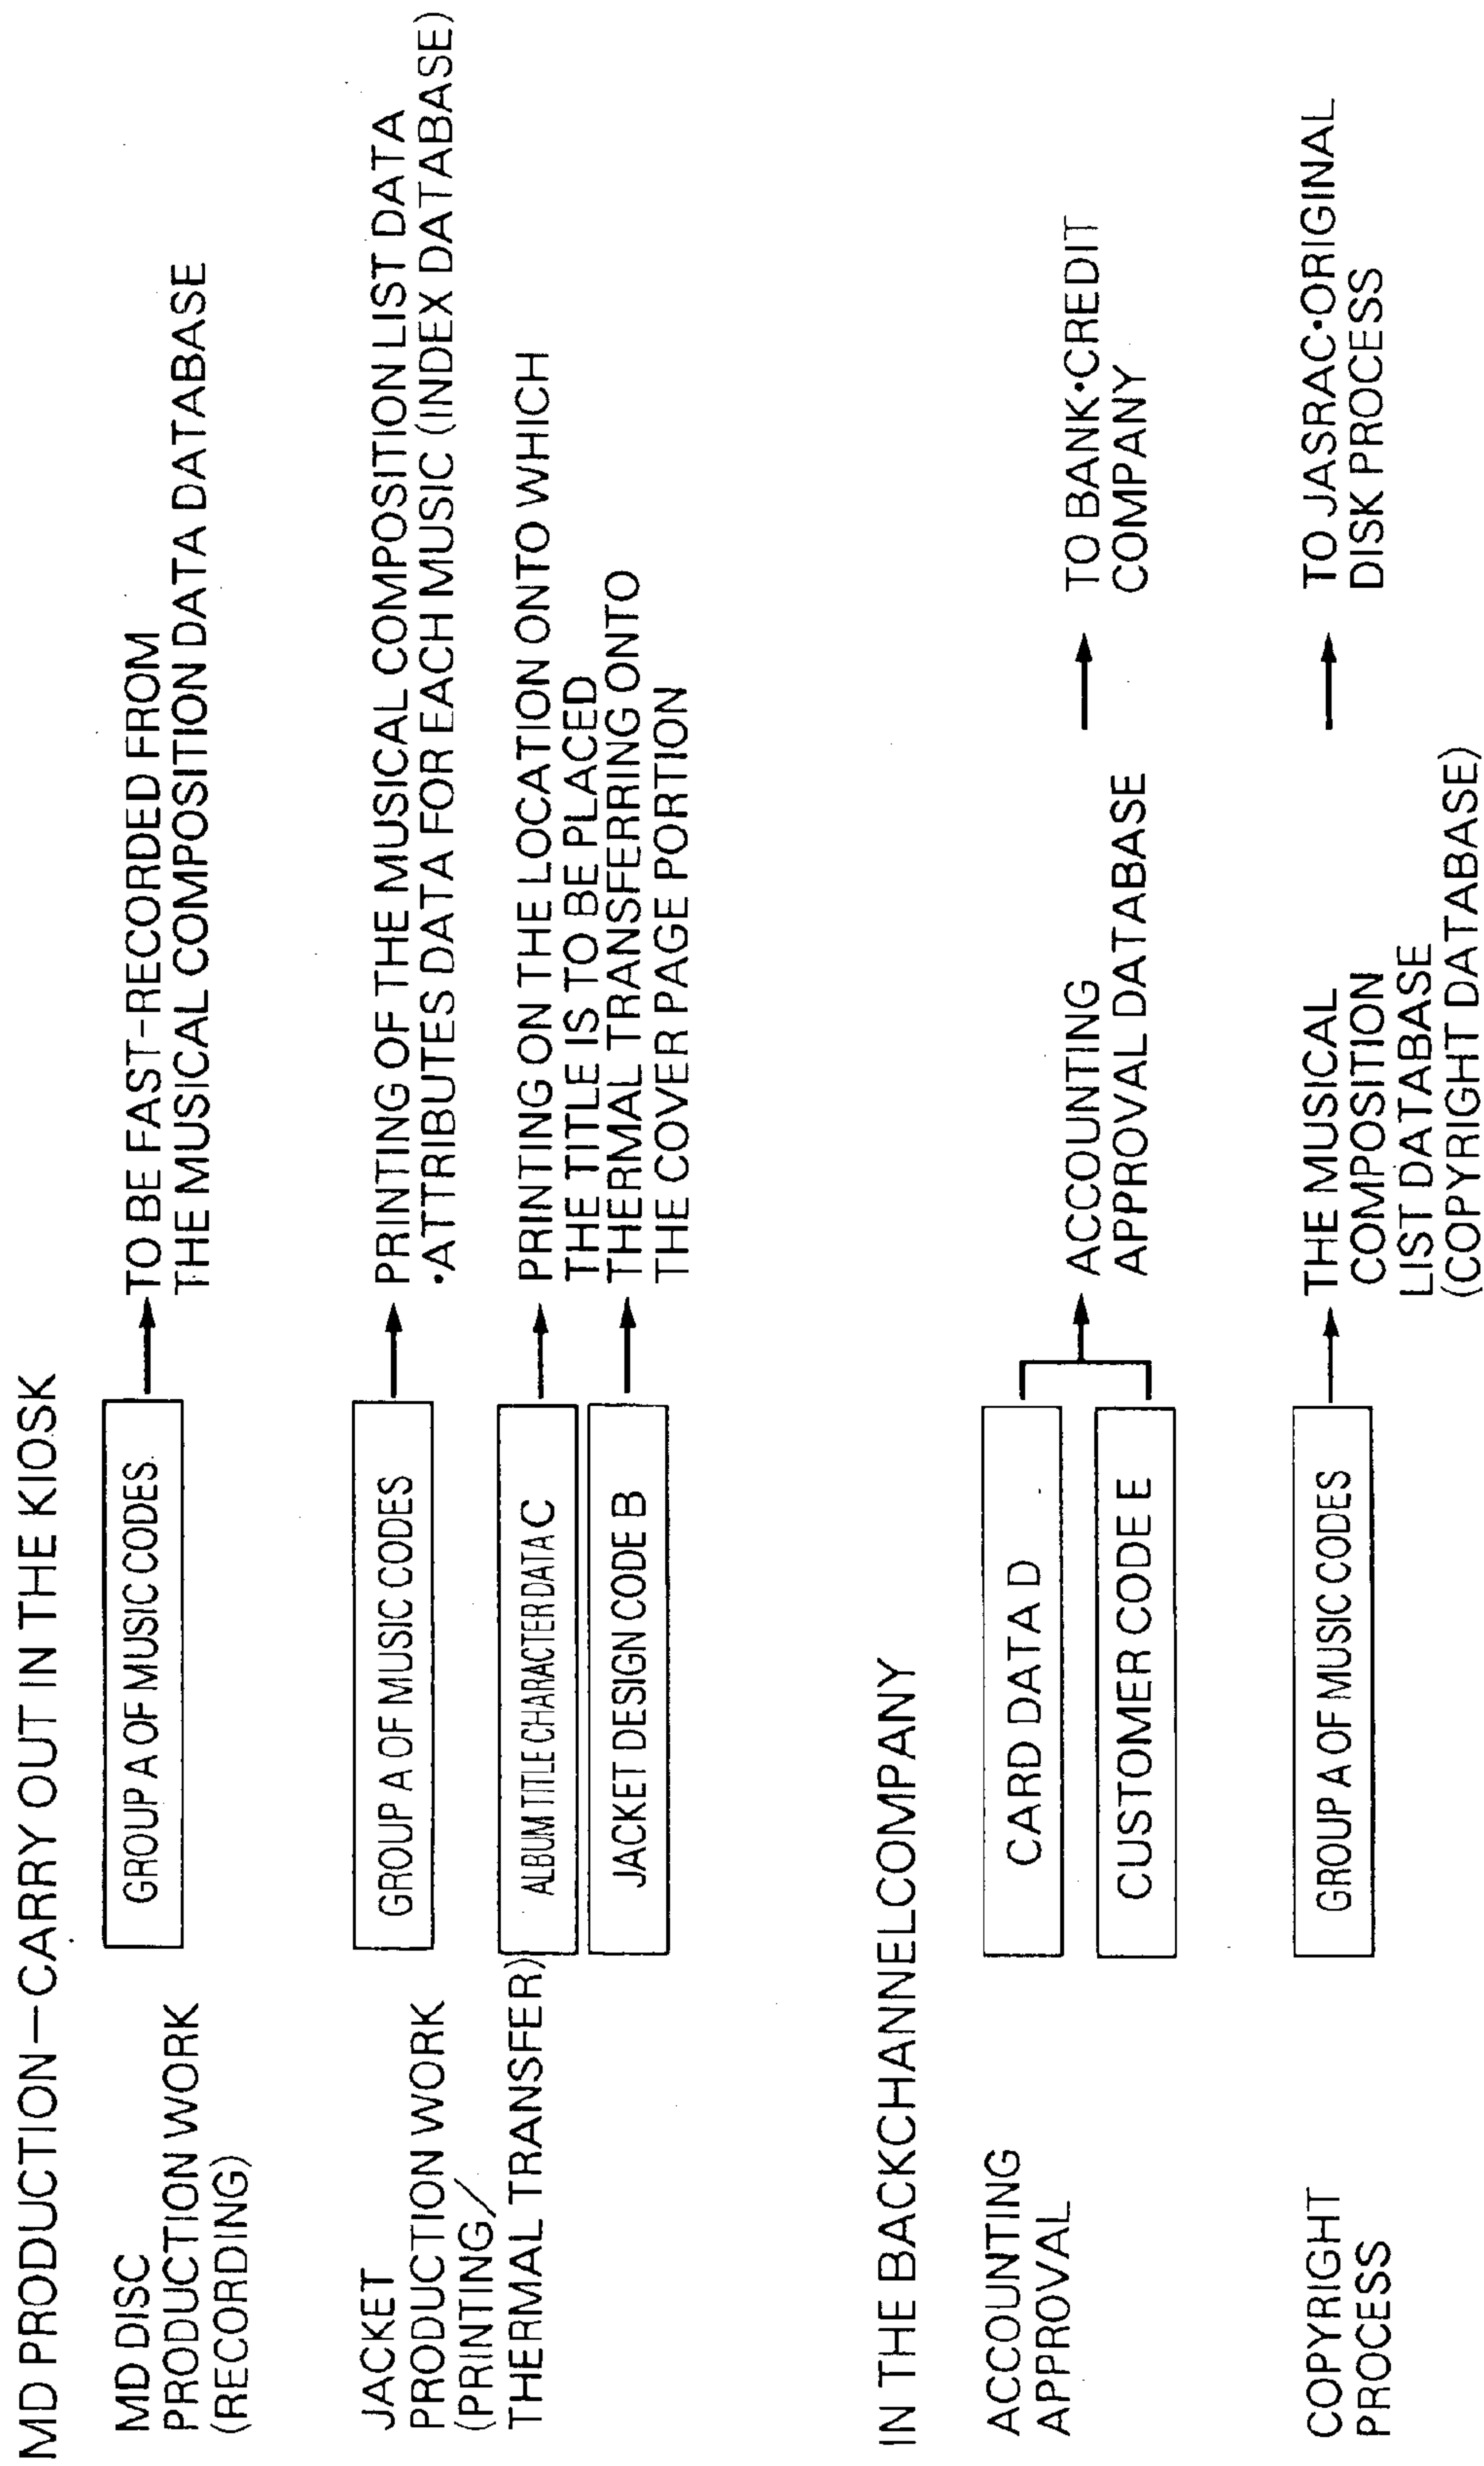 MD PRODUCTION—CARRY OUT IN THE KIOSK
MD DISC
PRODUCTION WORK
(RECORDING)
GROUP A OF MUSIC CODES
TO BE FAST-RECORDED FROM
THE MUSICAL COMPOSITION DATA DATABASE
JACKET
PRODUCTION WORK
(PRINTING/
THERMAL TRANSFER)
GROUP A OF MUSIC CODES
PRINTING OF THE MUSICAL COMPOSITION LIST DATA
•ATTRIBUTES DATA FOR EACH MUSIC (INDEX DATABASE)
ALBUM TITLE CHARACTER DATA C
PRINTING ON THE LOCATION ONTO WHICH
THE TITLE IS TO BE PLACED
JACKET DESIGN CODE B
THERMAL TRANSFERRING ONTO
THE COVER PAGE PORTION
IN THE BACKCHANNELCOMPANY
ACCOUNTING
APPROVAL
CARD DATA D
CUSTOMER CODE E
ACCOUNTING
APPROVAL DATABASE
TO BANK•CREDIT
COMPANY
COPYRIGHT
PROCESS
GROUP A OF MUSIC CODES
THE MUSICAL
COMPOSITION
LIST DATABASE
(COPYRIGHT DATABASE)
TO JASRAC•ORIGINAL
DISK PROCESS